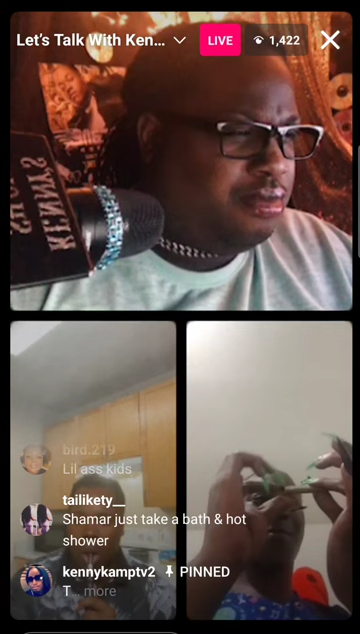 Let's Talk With Ken...
LIVE
1,422
KENNY
bird.219
Lil ass kids
tailikety__
Shamar just take a bath & hot
shower
kennykamptv2 PINNED
T... more